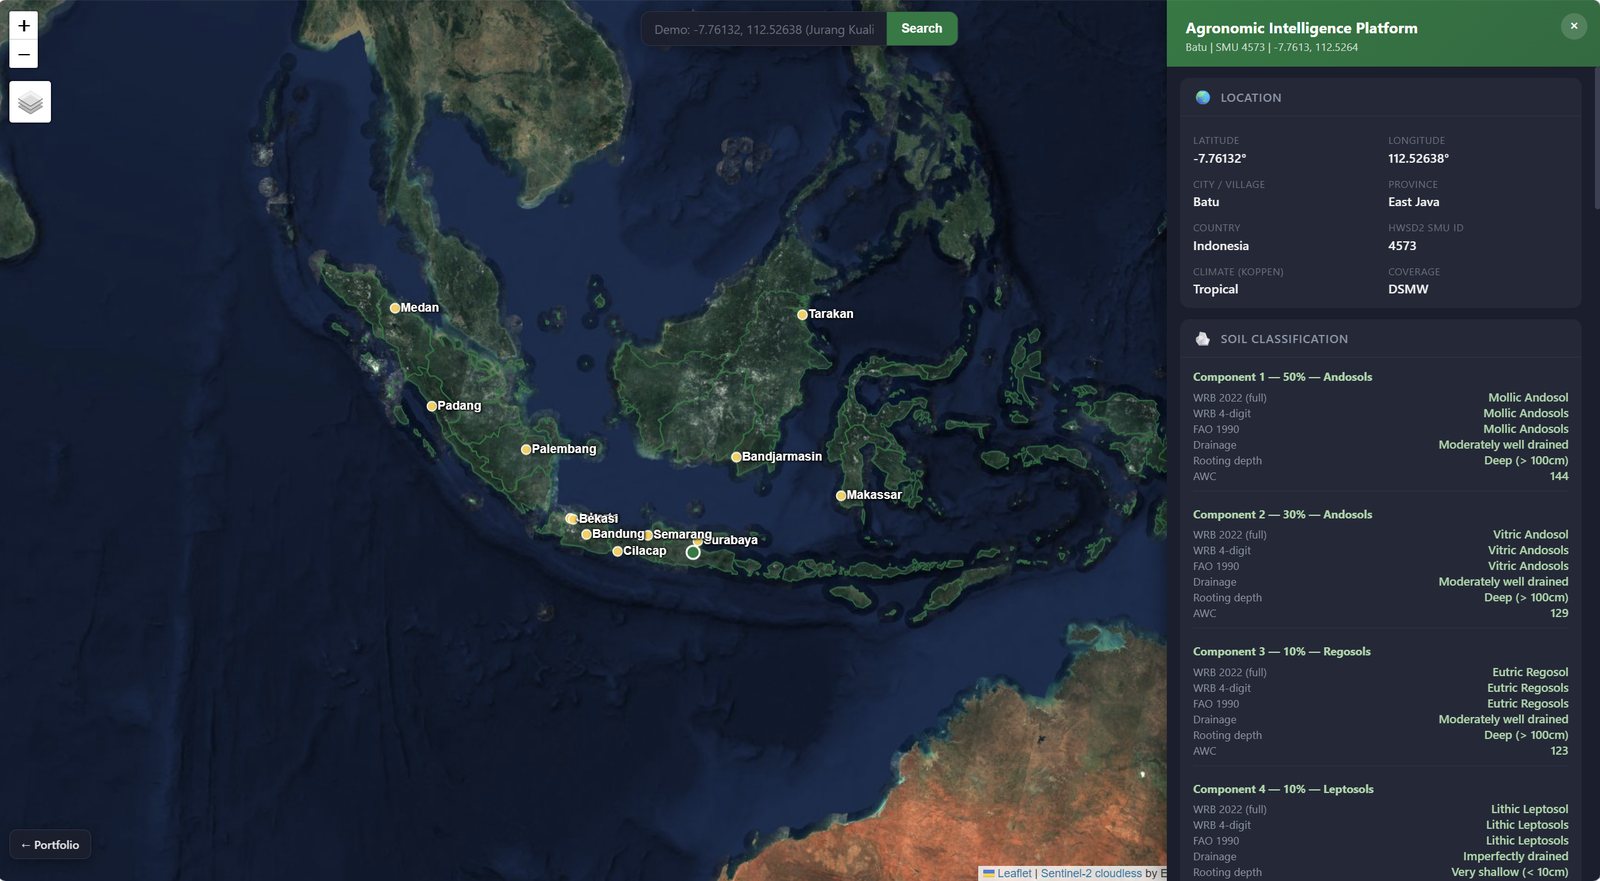 +
−
Demo: -7.76132, 112.52638 (Jurang Kuali
Search
Medan
Tarakan
Padang
Palembang
Bandjarmasin
Makassar
Bekasi
Bandung
Semarang
Surabaya
Cilacap
← Portfolio
Leaflet | Sentinel-2 cloudless by E
Agronomic Intelligence Platform
×
Batu | SMU 4573 | -7.7613, 112.5264
LOCATION
LATITUDE LONGITUDE
-7.76132° 112.52638°
CITY / VILLAGE PROVINCE
Batu East Java
COUNTRY HWSD2 SMU ID
Indonesia 4573
CLIMATE (KOPPEN) COVERAGE
Tropical DSMW
SOIL CLASSIFICATION
Component 1 — 50% — Andosols
WRB 2022 (full) Mollic Andosol
WRB 4-digit Mollic Andosols
FAO 1990 Mollic Andosols
Drainage Moderately well drained
Rooting depth Deep (> 100cm)
AWC 144
Component 2 — 30% — Andosols
WRB 2022 (full) Vitric Andosol
WRB 4-digit Vitric Andosols
FAO 1990 Vitric Andosols
Drainage Moderately well drained
Rooting depth Deep (> 100cm)
AWC 129
Component 3 — 10% — Regosols
WRB 2022 (full) Eutric Regosol
WRB 4-digit Eutric Regosols
FAO 1990 Eutric Regosols
Drainage Moderately well drained
Rooting depth Deep (> 100cm)
AWC 123
Component 4 — 10% — Leptosols
WRB 2022 (full) Lithic Leptosol
WRB 4-digit Lithic Leptosols
FAO 1990 Lithic Leptosols
Drainage Imperfectly drained
Rooting depth Very shallow (< 10cm)